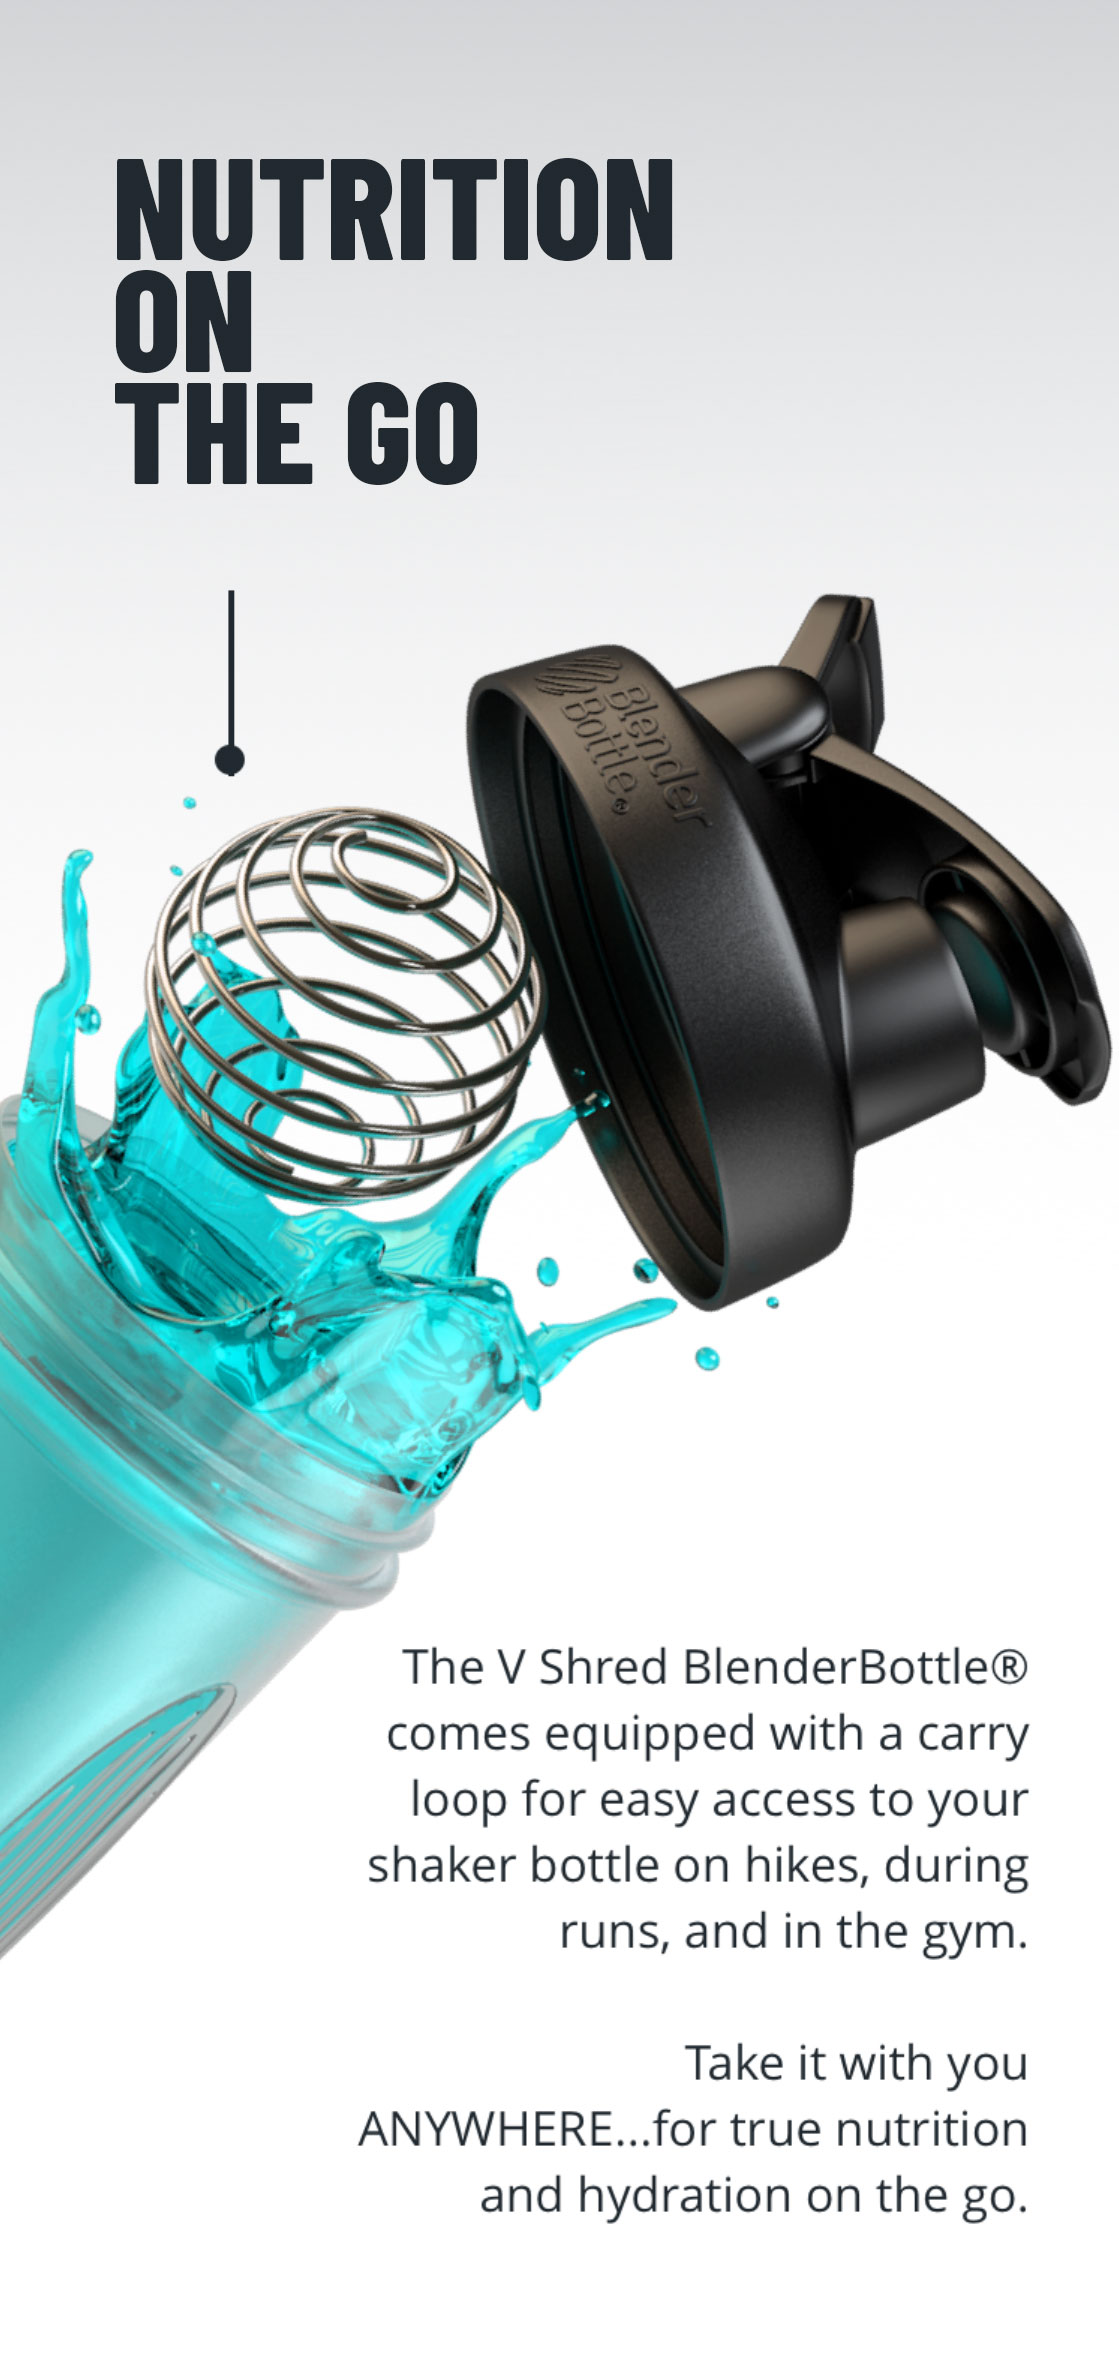 NUTRITION
ON
THE GO
Blender
Bottle®
The V Shred BlenderBottle®
comes equipped with a carry
loop for easy access to your
shaker bottle on hikes, during
runs, and in the gym.
Take it with you
ANYWHERE...for true nutrition
and hydration on the go.